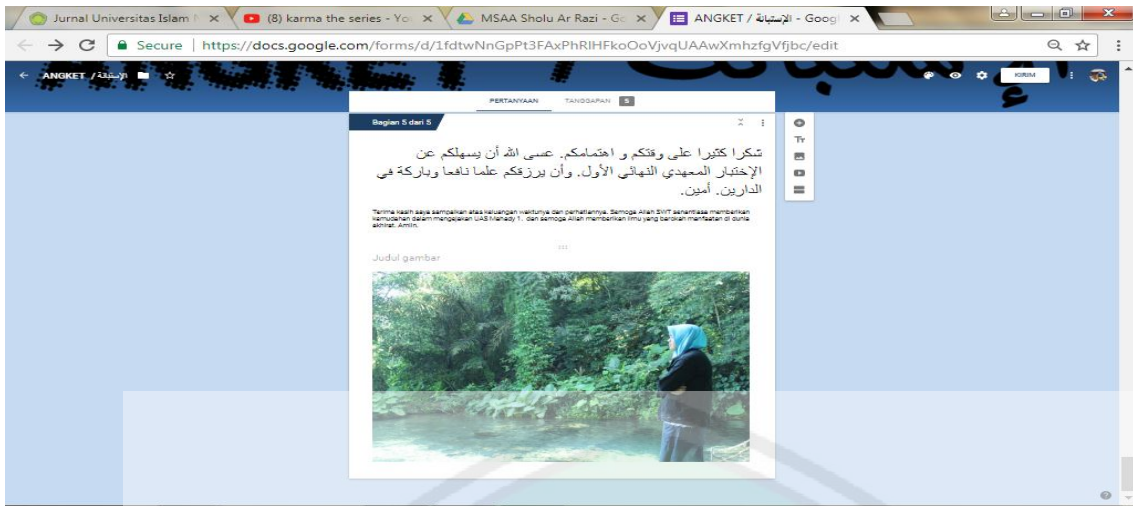 Jurnal Universitas Islam
(8) karma the series - Yo
MSAA Sholu Ar Razi - Go
ANGKET / الإستبانة - Goog
Secure | https://docs.google.com/forms/d/1fdtwNnGpPt3FAxPhRlHFkoOoVjvqUAAwXmhzfgVfjbc/edit
ANGKET / الإستبانة
KIRIM
PERTANYAAN TANGGAPAN 5
Bagian 5 dari 5
شكرا كثيرا على وقتكم و اهتمامكم. عسى الله أن يسهلكم عن
الإختبار المعهدي النهائي الأول. وأن يرزقكم علما نافعا وباركة في
الدارين. أمين.
Terima kasih saya sampaikan atas keluangan waktunya dan perhatiannya. Semoga Allah SWT senantiasa memberikan
kemudahan dalam mengejakan UAS Mahady 1. dan semoga Allah memberikan ilmu yang barokah manfaatan di dunia
akhirat. Amiin.
Judul gambar